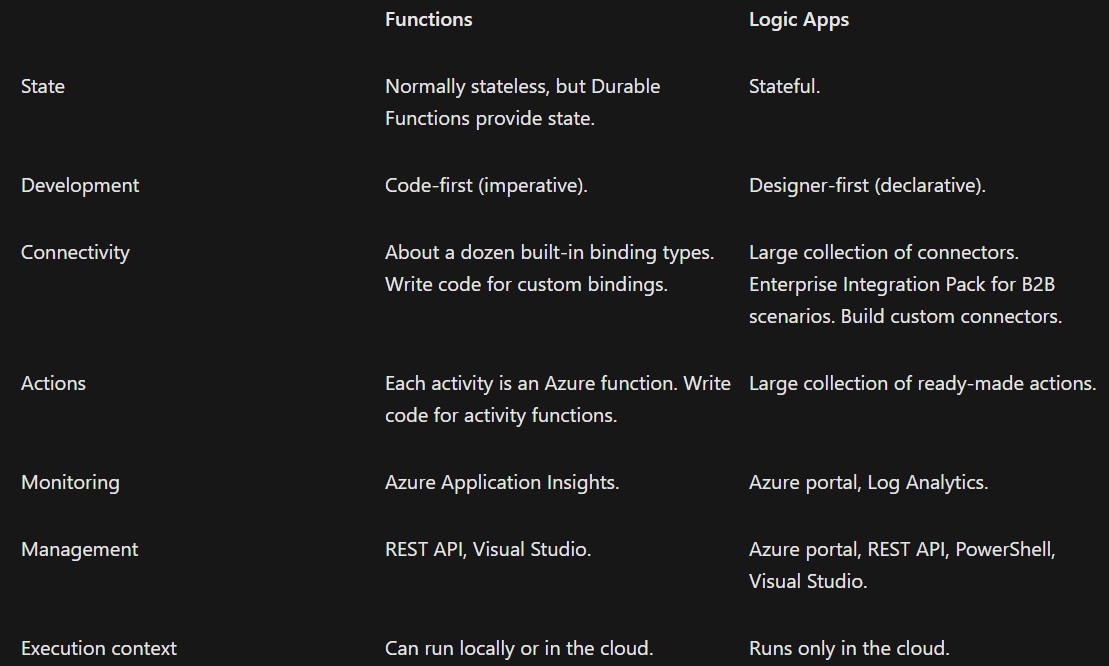 Functions Logic Apps
State Normally stateless, but Durable Stateful.
Functions provide state.
Development Code-first (imperative). Designer-first (declarative).
Connectivity About a dozen built-in binding types. Large collection of connectors.
Write code for custom bindings. Enterprise Integration Pack for B2B
scenarios. Build custom connectors.
Actions Each activity is an Azure function. Write Large collection of ready-made actions.
code for activity functions.
Monitoring Azure Application Insights. Azure portal, Log Analytics.
Management REST API, Visual Studio. Azure portal, REST API, PowerShell,
Visual Studio.
Execution context Can run locally or in the cloud. Runs only in the cloud.